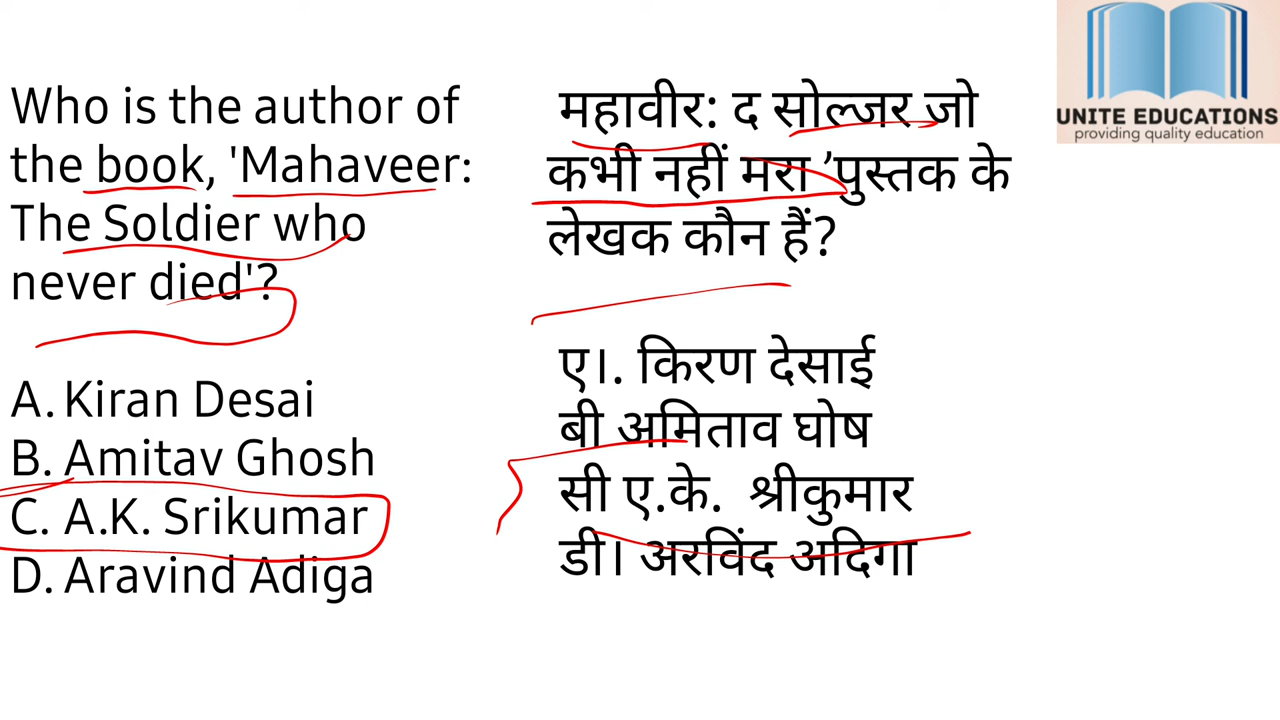 Who is the author of
the book, 'Mahaveer:
The Soldier who
never died'?
A. Kiran Desai
B. Amitav Ghosh
C. A.K. Srikumar
D. Aravind Adiga
महावीर: द सोल्जर जो
कभी नहीं मरा ’पुस्तक के
लेखक कौन हैं?
ए।. किरण देसाई
बी अमिताव घोष
सी ए.के. श्रीकुमार
डी। अरविंद अदिगा
UNITE EDUCATIONS
providing quality education